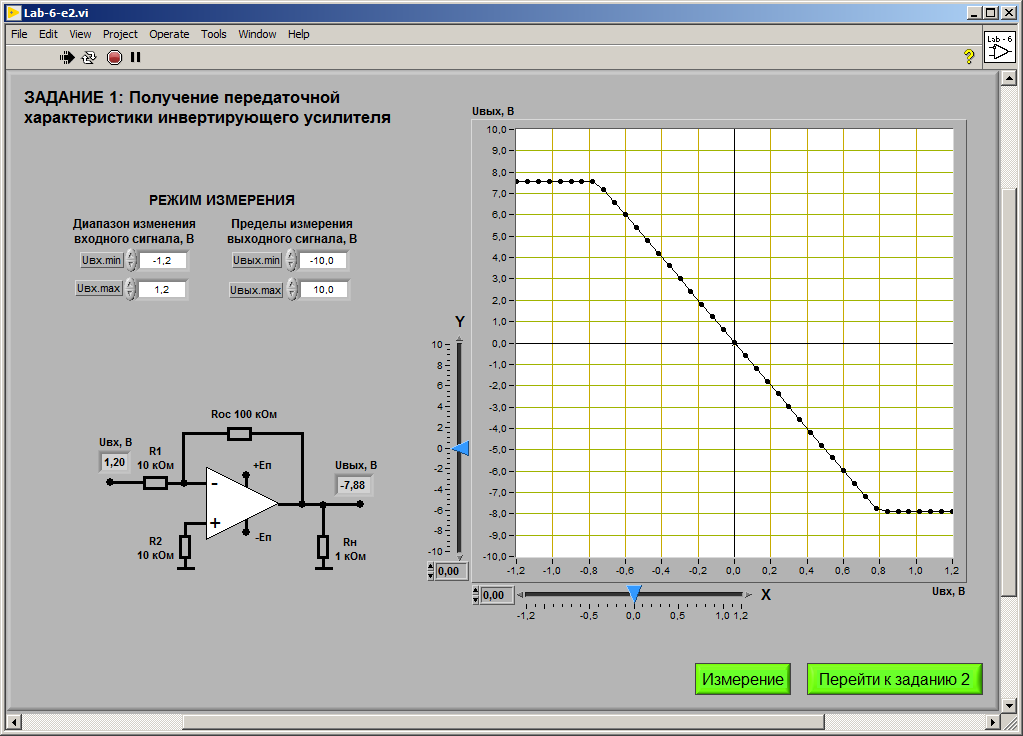 Lab-6-e2.vi
File Edit View Project Operate Tools Window Help
?
Lab - 6
ЗАДАНИЕ 1: Получение передаточной
характеристики инвертирующего усилителя
РЕЖИМ ИЗМЕРЕНИЯ
Диапазон изменения
входного сигнала, В
Uвх.min -1,2
Uвх.max 1,2
Пределы измерения
выходного сигнала, В
Uвых.min -10,0
Uвых.max 10,0
Uвых, В
10,0
9,0
8,0
7,0
6,0
5,0
4,0
3,0
2,0
1,0
0,0
-1,0
-2,0
-3,0
-4,0
-5,0
-6,0
-7,0
-8,0
-9,0
-10,0
-1,2 -1,0 -0,8 -0,6 -0,4 -0,2 0,0 0,2 0,4 0,6 0,8 1,0 1,2
Uвх, В
Y
10
8
6
4
2
0
-2
-4
-6
-8
-10
0,00
0,00
X
-1,2 -0,5 0,0 0,5 1,0 1,2
Rос 100 кОм
Uвх, В
1,20
R1
10 кОм
+Eп
-
+
-Eп
Uвых, В
-7,88
R2
10 кОм
Rн
1 кОм
Измерение
Перейти к заданию 2